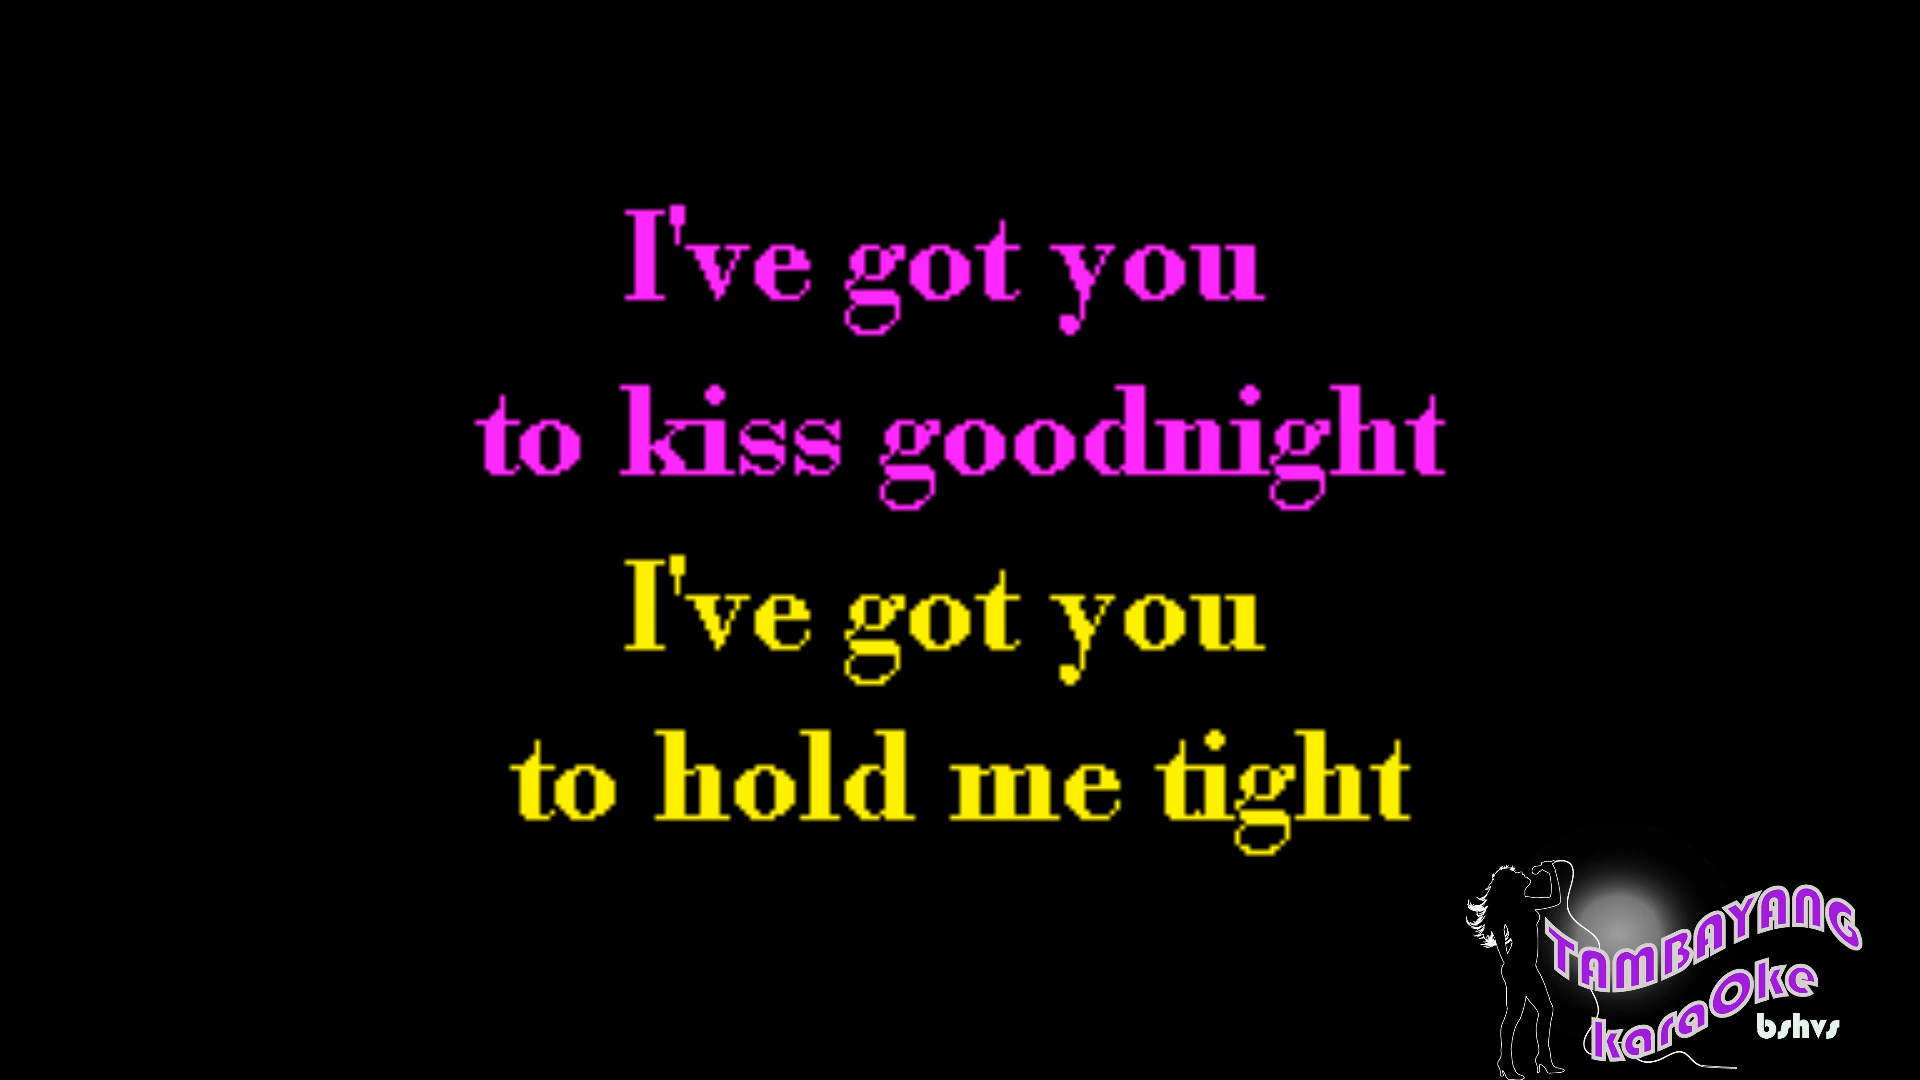 I've got you
to kiss goodnight
I've got you
to hold me tight
TAMBAYANG
karaOke
bshvs